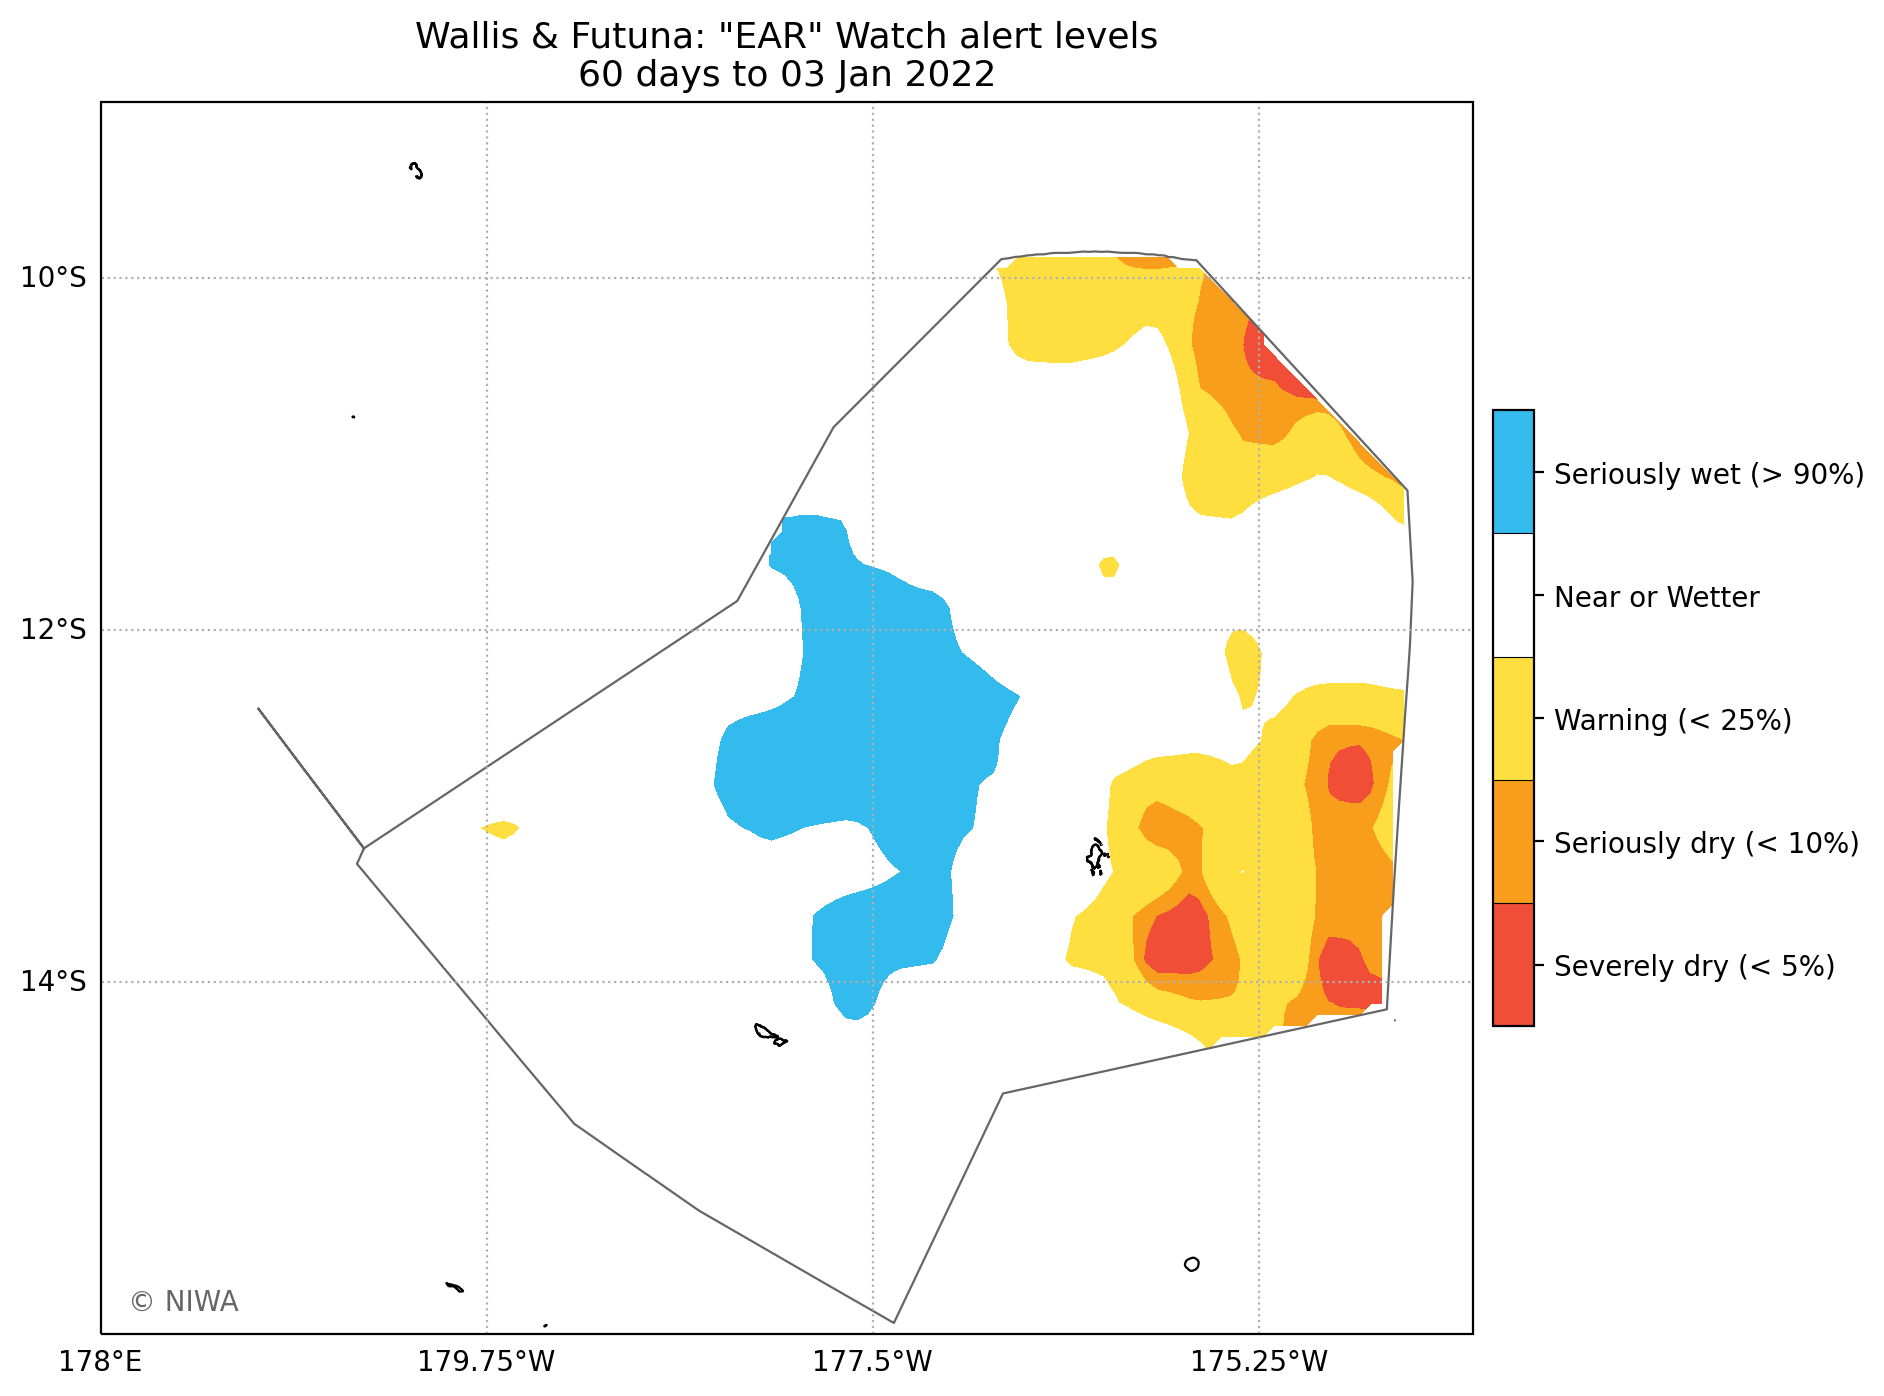 Wallis & Futuna: "EAR" Watch alert levels
60 days to 03 Jan 2022
10°S
12°S
14°S
178°E
179.75°W
177.5°W
175.25°W
Seriously wet (> 90%)
Near or Wetter
Warning (< 25%)
Seriously dry (< 10%)
Severely dry (< 5%)
© NIWA